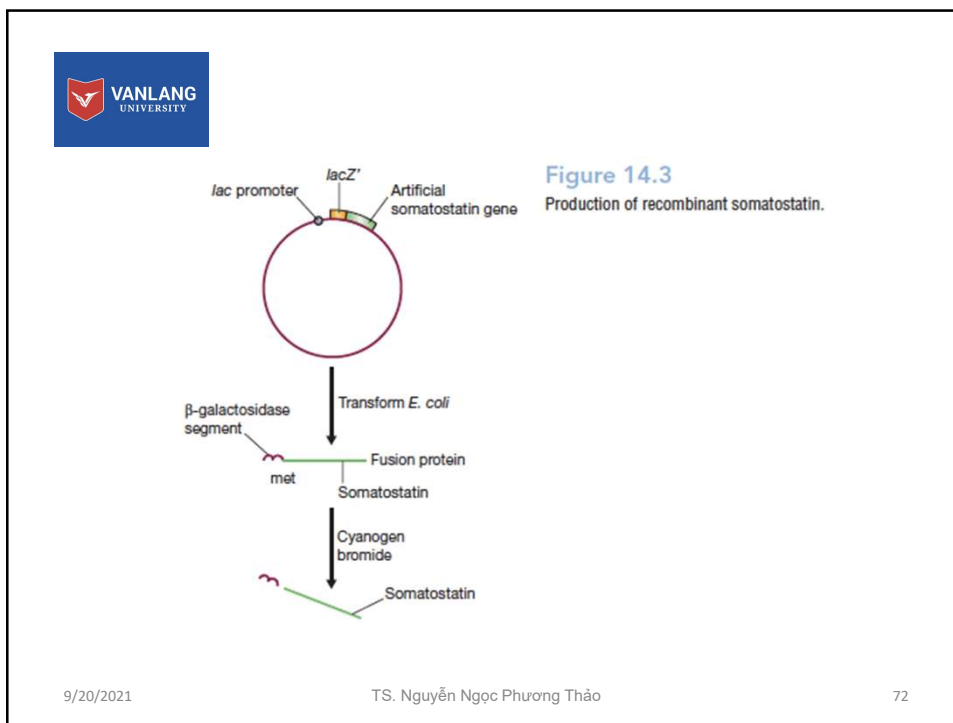 VANLANG
UNIVERSITY
Figure 14.3
Production of recombinant somatostatin.
lacZ'
lac promoter
Artificial
somatostatin gene
Transform E. coli
β-galactosidase
segment
Fusion protein
met
Somatostatin
Cyanogen
bromide
Somatostatin
9/20/2021
TS. Nguyễn Ngọc Phương Thảo
72